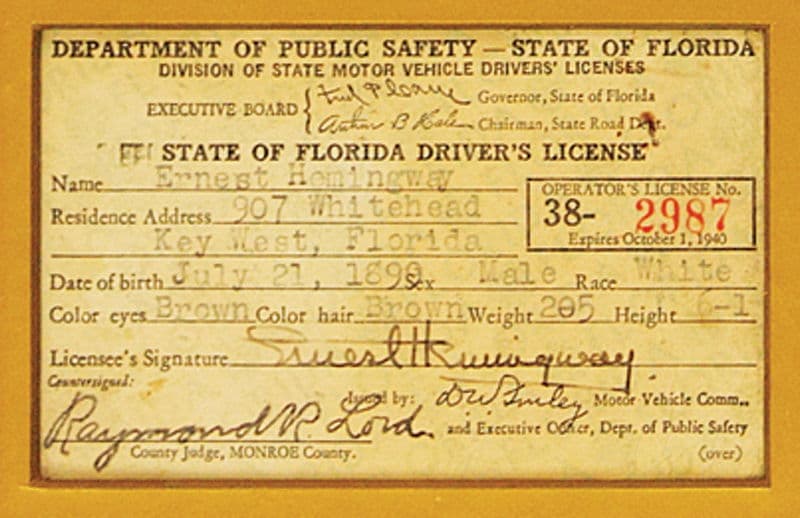 DEPARTMENT OF PUBLIC SAFETY — STATE OF FLORIDA
DIVISION OF STATE MOTOR VEHICLE DRIVERS' LICENSES
EXECUTIVE BOARD { Governor, State of Florida
Chairman, State Road Dept.
STATE OF FLORIDA DRIVER'S LICENSE
Name Ernest Hemingway
Residence Address 907 Whitehead
Key West, Florida
OPERATOR'S LICENSE No.
38- 2987
Expires October 1, 1940
Date of birth July 21, 1899 Sex Male Race White
Color eyes Brown Color hair Brown Weight 205 Height 6-1
Licensee's Signature Ernest Hemingway
Countersigned:
Issued by: Motor Vehicle Comm.,
Raymond R. Lord and Executive Officer, Dept. of Public Safety
County Judge, MONROE County.
(over)